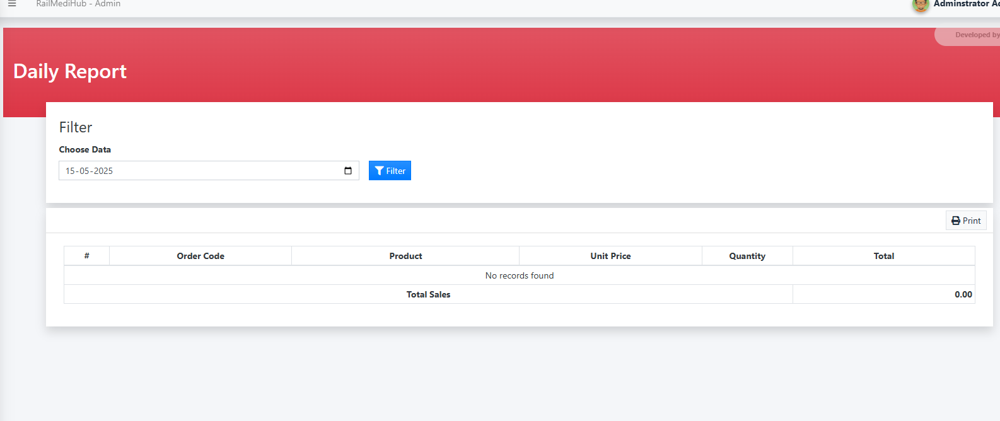 RailMediHub - Admin
Adminstrator
Developed by
Daily Report
Filter
Choose Data
15-05-2025
Filter
Print
# Order Code Product Unit Price Quantity Total
No records found
Total Sales 0.00